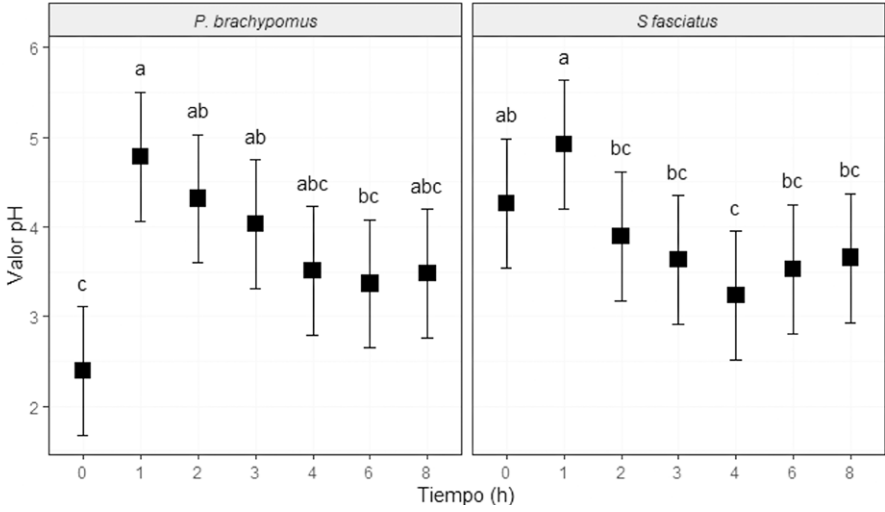 P. brachypomus
S fasciatus
Valor pH
6
5
4
3
2
c
a
ab
ab
abc
bc
abc
ab
a
bc
bc
c
bc
bc
0 1 2 3 4 6 8
0 1 2 3 4 6 8
Tiempo (h)